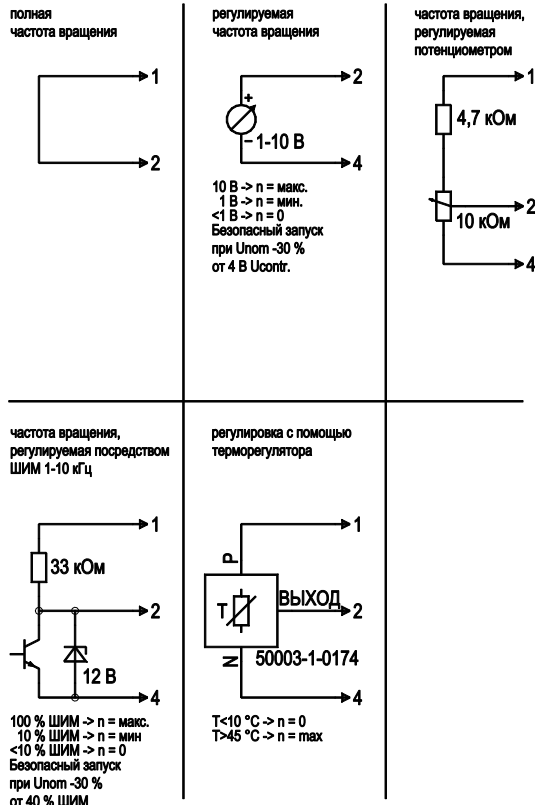 полная
частота вращения
1
2
регулируемая
частота вращения
2
+
–
1-10 В
4
10 В -> n = макс.
1 В -> n = мин.
<1 В -> n = 0
Безопасный запуск
при Unom -30 %
от 4 В Ucontr.
частота вращения,
регулируемая
потенциометром
1
4,7 кОм
2
10 кОм
4
частота вращения,
регулируемая посредством
ШИМ 1-10 кГц
1
33 кОм
2
12 В
4
100 % ШИМ -> n = макс.
10 % ШИМ -> n = мин
<10 % ШИМ -> n = 0
Безопасный запуск
при Unom -30 %
от 40 % ШИМ
регулировка с помощью
терморегулятора
1
P
T
ВЫХОД
2
N
50003-1-0174
4
T<10 °C -> n = 0
T>45 °C -> n = max